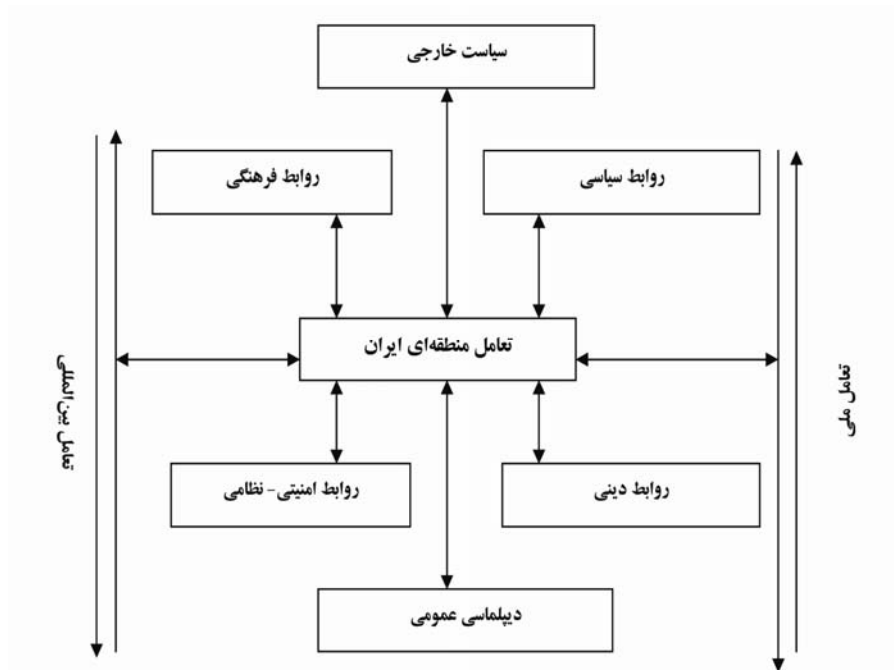 سیاست خارجی
روابط سیاسی
روابط فرهنگی
تعامل منطقه‌ای ایران
تعامل ملی
تعامل بین‌المللی
روابط دینی
روابط امنیتی- نظامی
دیپلماسی عمومی